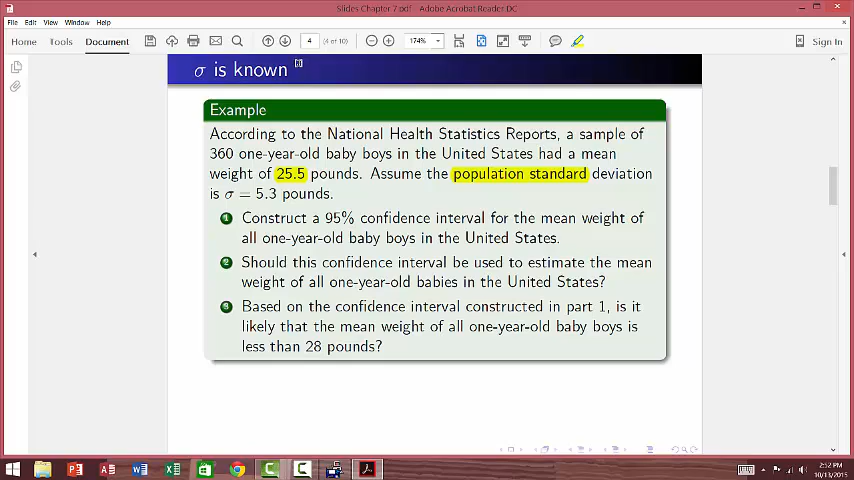 Slides Chapter 7.pdf - Adobe Acrobat Reader DC
File Edit View Window Help
Home Tools Document 4 (4 of 10) 174% Sign In
σ is known
Example
According to the National Health Statistics Reports, a sample of
360 one-year-old baby boys in the United States had a mean
weight of 25.5 pounds. Assume the population standard deviation
is σ = 5.3 pounds.
1 Construct a 95% confidence interval for the mean weight of
all one-year-old baby boys in the United States.
2 Should this confidence interval be used to estimate the mean
weight of all one-year-old babies in the United States?
3 Based on the confidence interval constructed in part 1, is it
likely that the mean weight of all one-year-old baby boys is
less than 28 pounds?
2:52 PM
10/13/2015